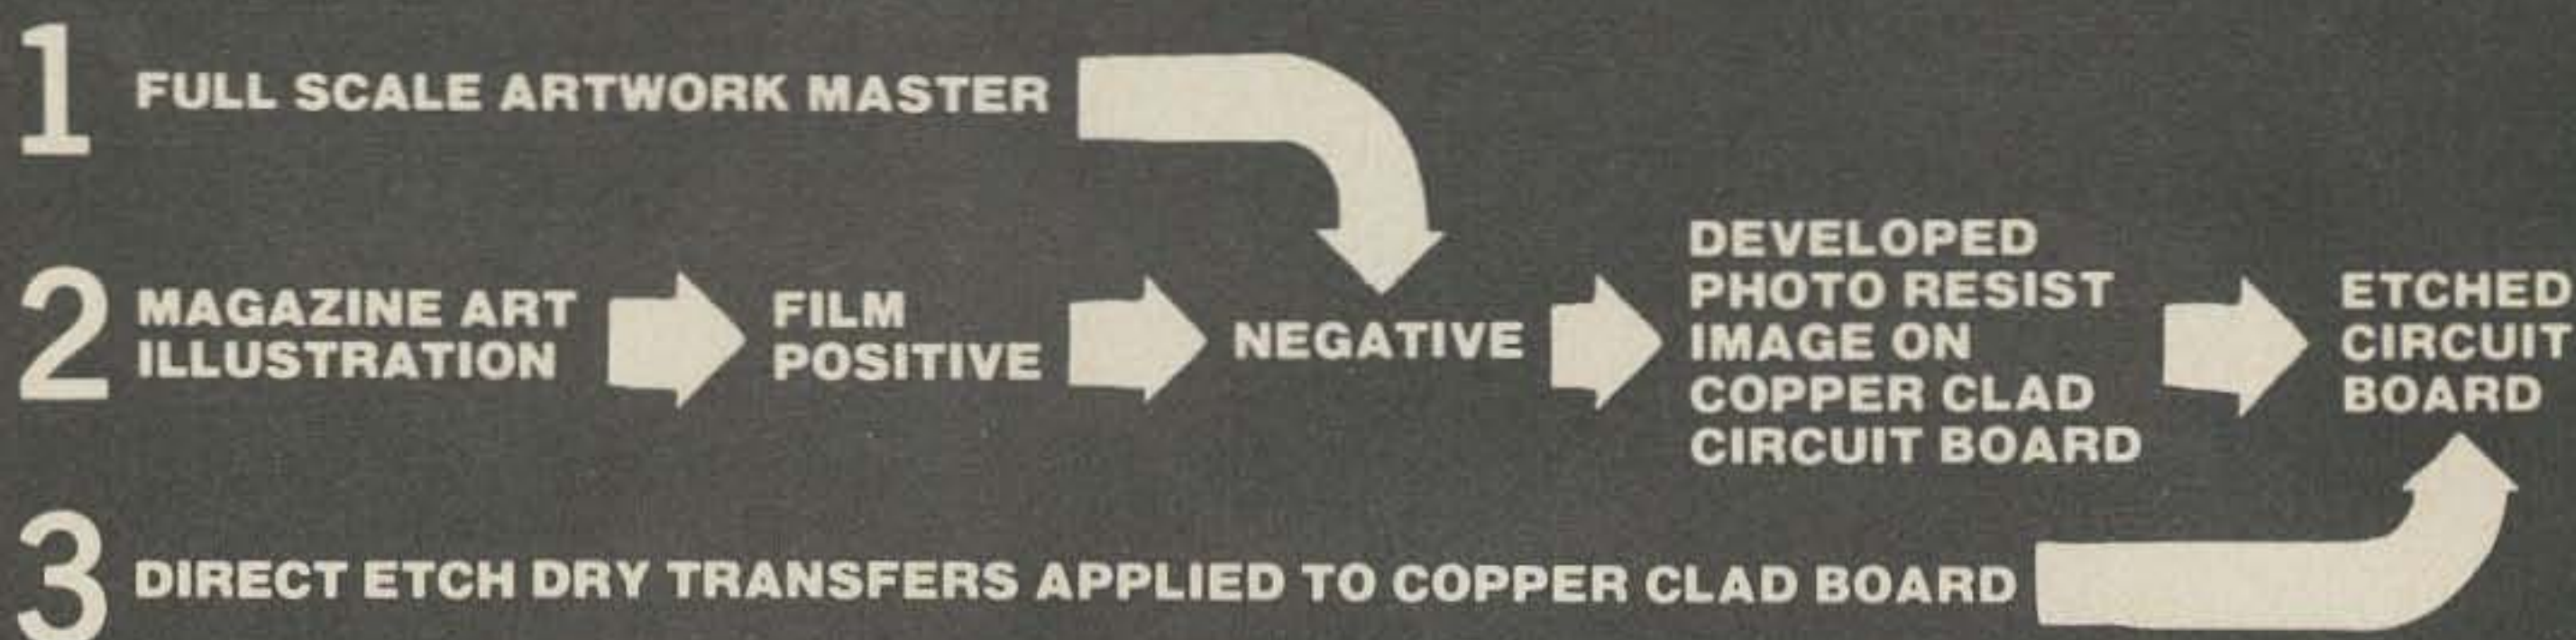 1 FULL SCALE ARTWORK MASTER
2 MAGAZINE ART
ILLUSTRATION
FILM
POSITIVE
NEGATIVE
DEVELOPED
PHOTO RESIST
IMAGE ON
COPPER CLAD
CIRCUIT BOARD
ETCHED
CIRCUIT
BOARD
3 DIRECT ETCH DRY TRANSFERS APPLIED TO COPPER CLAD BOARD